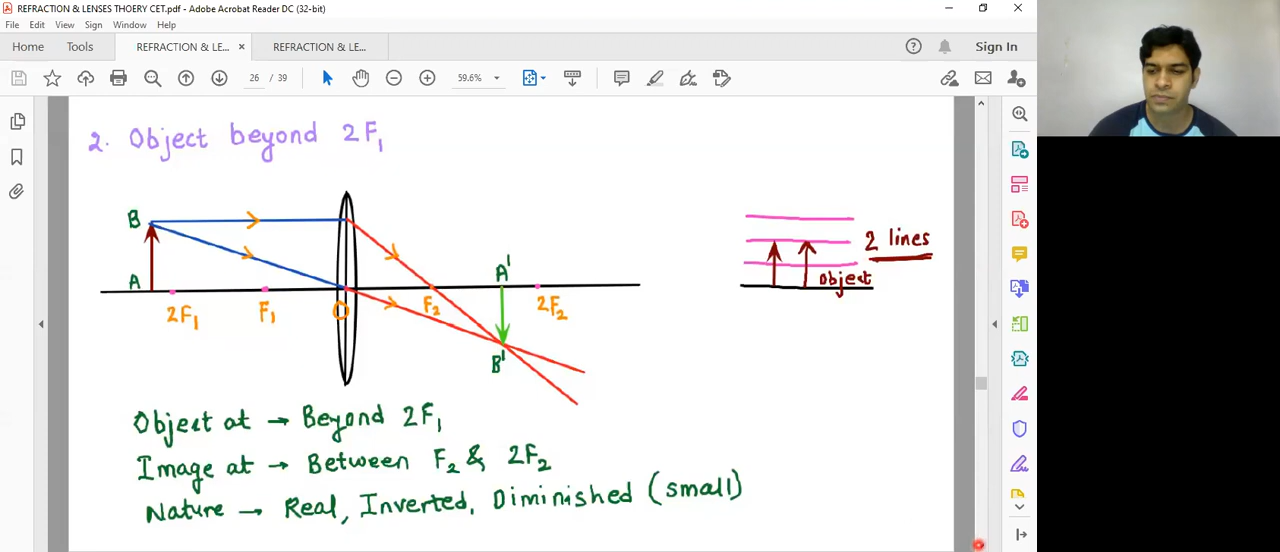 REFRACTION & LENSES THOERY CET.pdf - Adobe Acrobat Reader DC (32-bit)
File Edit View Sign Window Help
Home Tools REFRACTION & LE... × REFRACTION & LE... Sign In
26 / 39 59.6%
2. Object beyond 2F₁
B
A
2F₁ F₁ O F₂ A' 2F₂
B'
2 lines
Object
Object at → Beyond 2F₁
Image at → Between F₂ & 2F₂
Nature → Real, Inverted, Diminished (small)